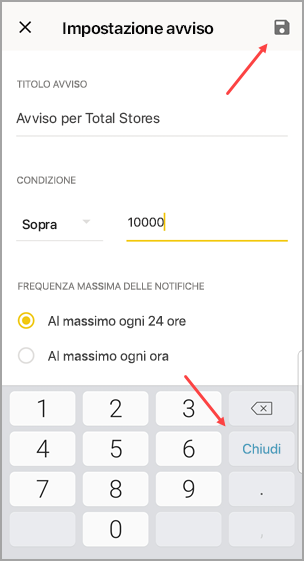 Impostazione avviso
TITOLO AVVISO
Avviso per Total Stores
CONDIZIONE
Sopra 10000
FREQUENZA MASSIMA DELLE NOTIFICHE
Al massimo ogni 24 ore
Al massimo ogni ora
1 2 3
4 5 6 Chiudi
7 8 9 .
0 ,